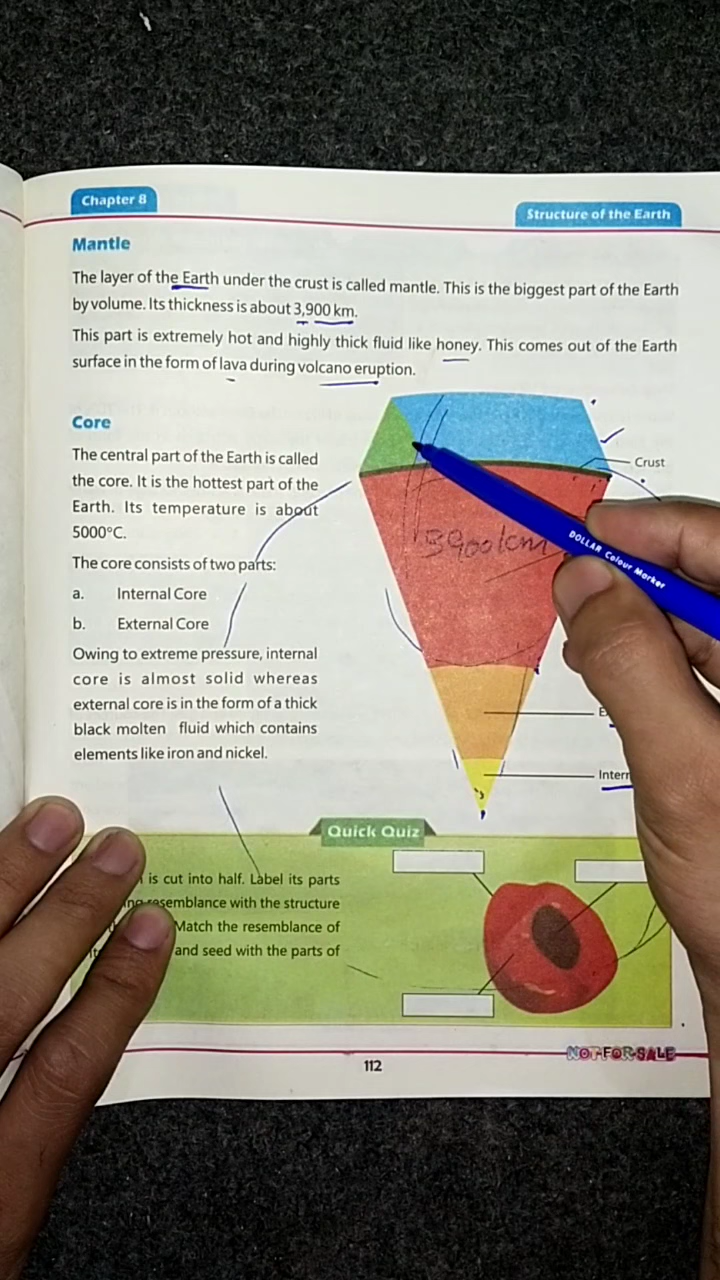 Chapter 8
Structure of the Earth
Mantle
The layer of the Earth under the crust is called mantle. This is the biggest part of the Earth
by volume. Its thickness is about 3,900 km.
This part is extremely hot and highly thick fluid like honey. This comes out of the Earth
surface in the form of lava during volcano eruption.
Core
The central part of the Earth is called
the core. It is the hottest part of the
Earth. Its temperature is about
5000°C.
The core consists of two parts:
a. Internal Core
b. External Core
Owing to extreme pressure, internal
core is almost solid whereas
external core is in the form of a thick
black molten fluid which contains
elements like iron and nickel.
Crust
3900km
DOLLAR Colour Marker
Intern
Quick Quiz
is cut into half. Label its parts
resemblance with the structure
Match the resemblance of
and seed with the parts of
NOT FOR SALE
112